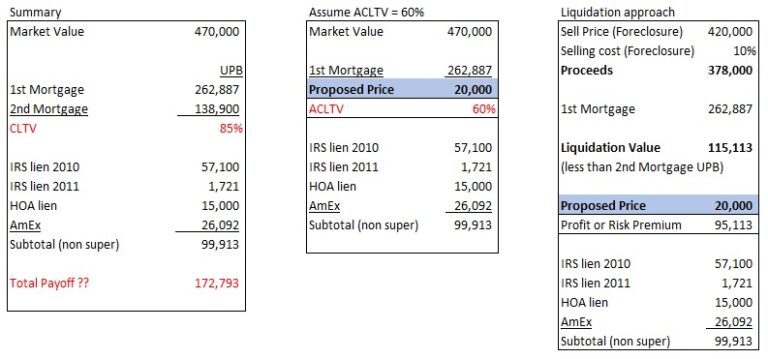 Summary
Market Value 470,000
UPB
1st Mortgage 262,887
2nd Mortgage 138,900
CLTV 85%
IRS lien 2010 57,100
IRS lien 2011 1,721
HOA lien 15,000
AmEx 26,092
Subtotal (non super) 99,913
Total Payoff ?? 172,793
Assume ACLTV = 60%
Market Value 470,000
1st Mortgage 262,887
Proposed Price 20,000
ACLTV 60%
IRS lien 2010 57,100
IRS lien 2011 1,721
HOA lien 15,000
AmEx 26,092
Subtotal (non super) 99,913
Liquidation approach
Sell Price (Foreclosure) 420,000
Selling cost (Foreclosure) 10%
Proceeds 378,000
1st Mortgage 262,887
Liquidation Value 115,113
(less than 2nd Mortgage UPB)
Proposed Price 20,000
Profit or Risk Premium 95,113
IRS lien 2010 57,100
IRS lien 2011 1,721
HOA lien 15,000
AmEx 26,092
Subtotal (non super) 99,913